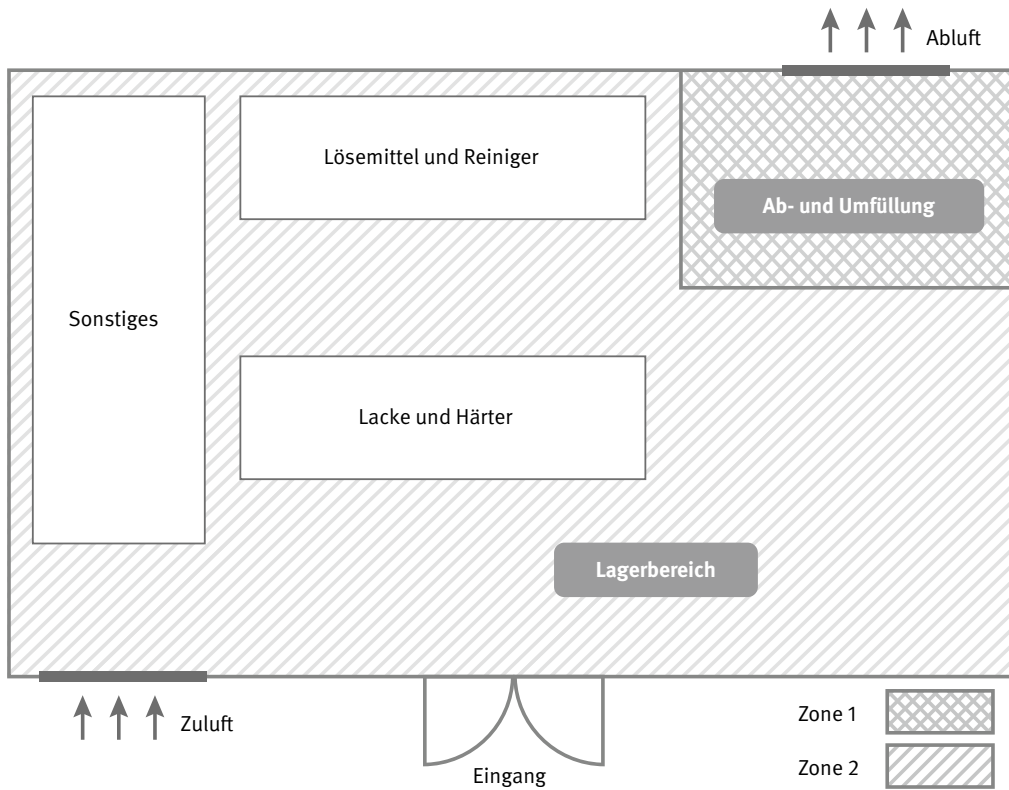 Abluft
Lösemittel und Reiniger
Ab- und Umfüllung
Sonstiges
Lacke und Härter
Lagerbereich
Zuluft
Eingang
Zone 1
Zone 2